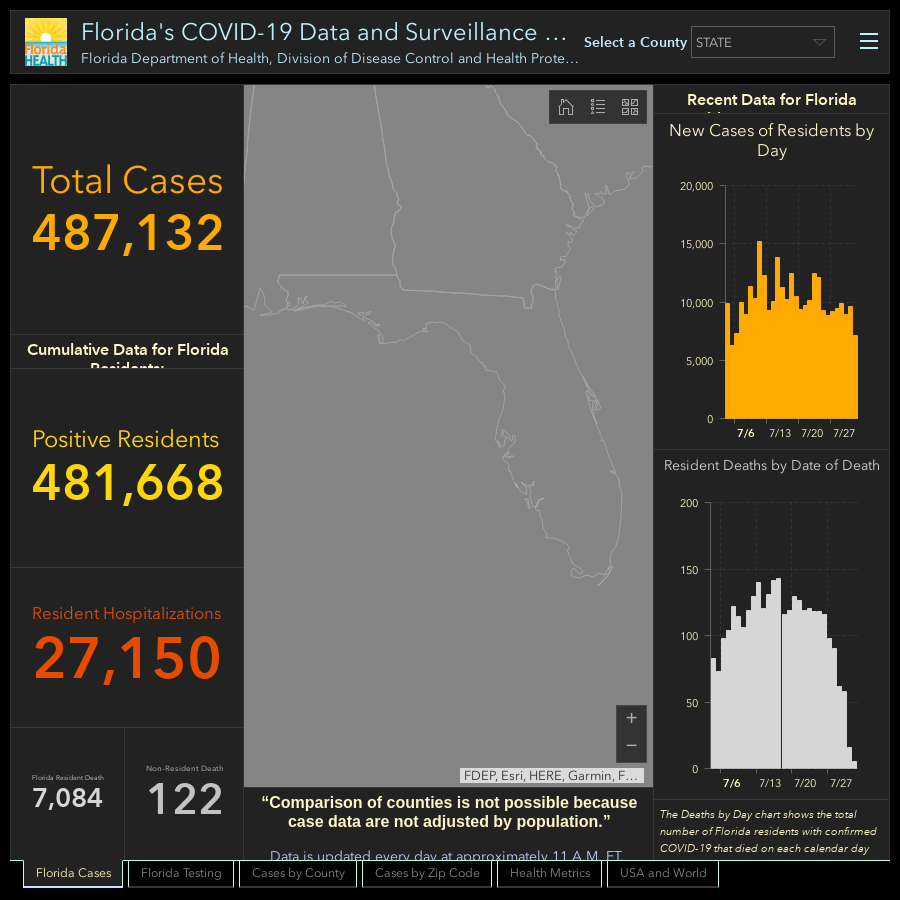 Florida
HEALTH
Florida's COVID-19 Data and Surveillance …
Florida Department of Health, Division of Disease Control and Health Prote…
Select a County
STATE
Total Cases
487,132
Cumulative Data for Florida
Residents:
Positive Residents
481,668
Resident Hospitalizations
27,150
Florida Resident Death
7,084
Non-Resident Death
122
+
−
FDEP, Esri, HERE, Garmin, F…
“Comparison of counties is not possible because
case data are not adjusted by population.”
Data is updated every day at approximately 11 A.M. ET.
Recent Data for Florida
New Cases of Residents by
Day
20,000
15,000
10,000
5,000
0
7/6 7/13 7/20 7/27
Resident Deaths by Date of Death
200
150
100
50
0
7/6 7/13 7/20 7/27
The Deaths by Day chart shows the total
number of Florida residents with confirmed
COVID-19 that died on each calendar day
Florida Cases
Florida Testing
Cases by County
Cases by Zip Code
Health Metrics
USA and World